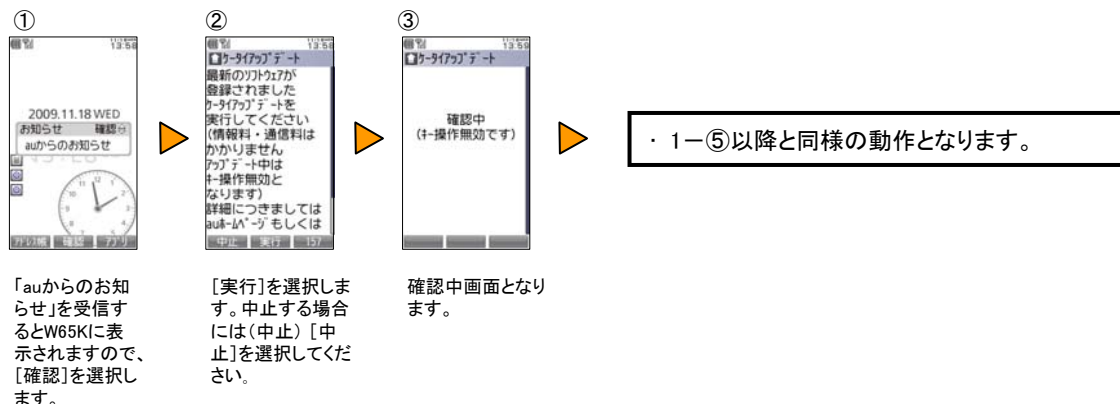 ①
11/18
13:58
2009.11.18 WED
お知らせ 確認
auからのお知らせ
ｱﾄﾞﾚｽ帳 確認 ｱﾌﾟﾘ
「auからのお知
らせ」を受信す
るとW65Kに表
示されますので、
[確認]を選択し
ます。
②
11/18
13:58
ｹｰﾀｲｱｯﾌﾟﾃﾞｰﾄ
最新のｿﾌﾄｳｪｱが
登録されました
ｹｰﾀｲｱｯﾌﾟﾃﾞｰﾄを
実行してください
(情報料・通信料は
かかりません
ｱｯﾌﾟﾃﾞｰﾄ中は
ｷｰ操作無効と
なります)
詳細につきましては
auﾎｰﾑﾍﾟｰｼﾞもしくは
中止 実行 157
[実行]を選択しま
す。中止する場合
には(中止) [中
止]を選択してくだ
さい。
③
11/18
13:59
ｹｰﾀｲｱｯﾌﾟﾃﾞｰﾄ
確認中
(ｷｰ操作無効です)
確認中画面となり
ます。
・ 1－⑤以降と同様の動作となります。